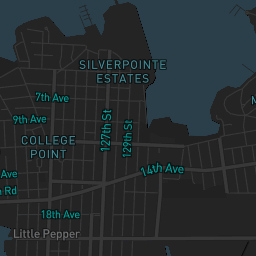 SILVERPOINTE
ESTATES
7th Ave
9th Ave
127th St
129th St
COLLEGE
POINT
14th Ave
Ave
Rd
18th Ave
Little Pepper